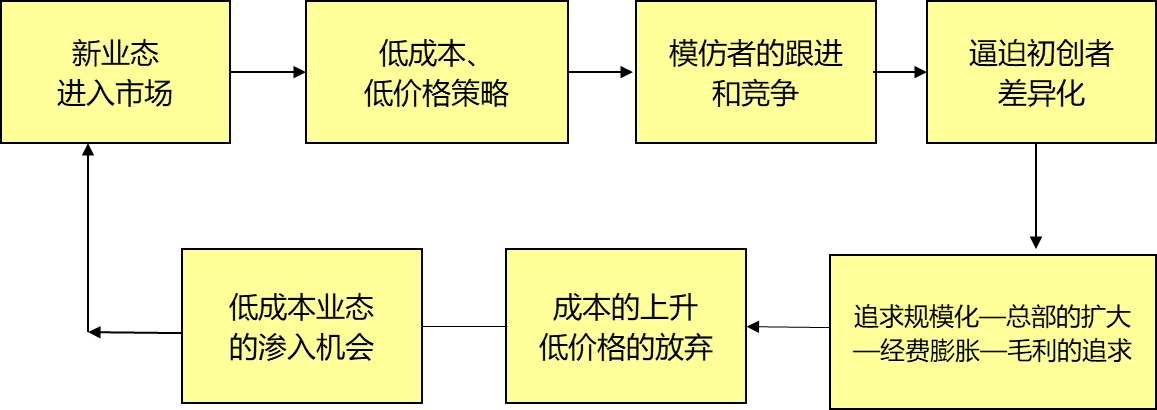 新业态
进入市场
低成本、
低价格策略
模仿者的跟进
和竞争
逼迫初创者
差异化
追求规模化—总部的扩大
—经费膨胀—毛利的追求
成本的上升
低价格的放弃
低成本业态
的渗入机会